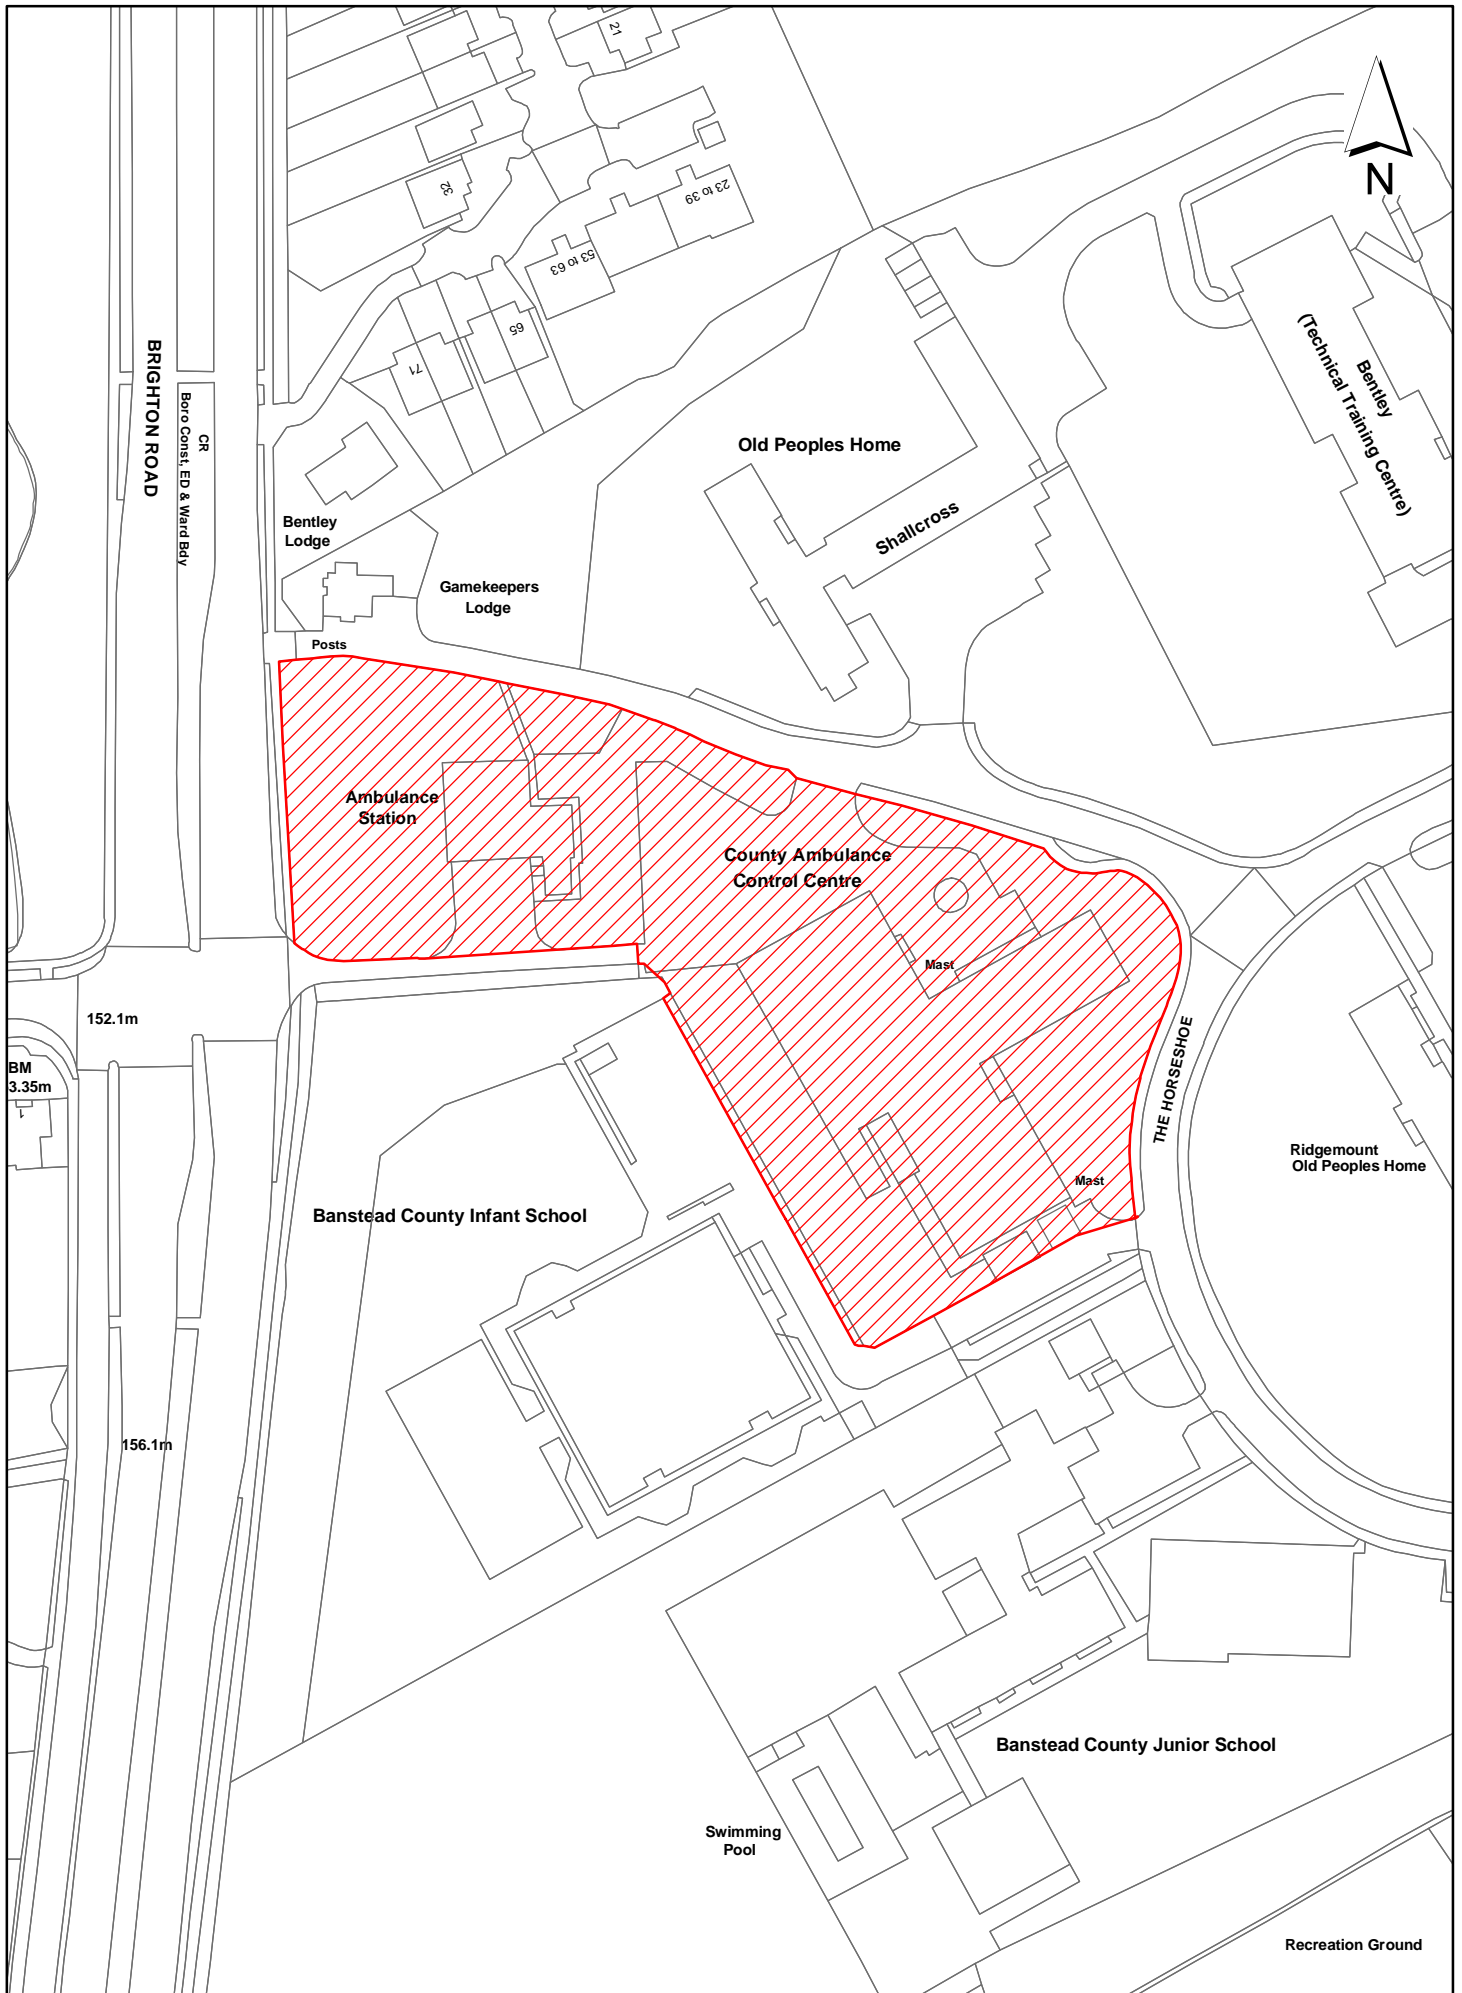 21
N
32
23 to 39
53 to 63
65
71
BRIGHTON ROAD
CR
Boro Const, ED & Ward Bdy
Bentley
(Technical Training Centre)
Old Peoples Home
Shallcross
Bentley
Lodge
Gamekeepers
Lodge
Posts
Ambulance
Station
County Ambulance
Control Centre
Mast
152.1m
BM
3.35m
1
THE HORSESHOE
Ridgemount
Old Peoples Home
Mast
Banstead County Infant School
156.1m
Banstead County Junior School
Swimming
Pool
Recreation Ground